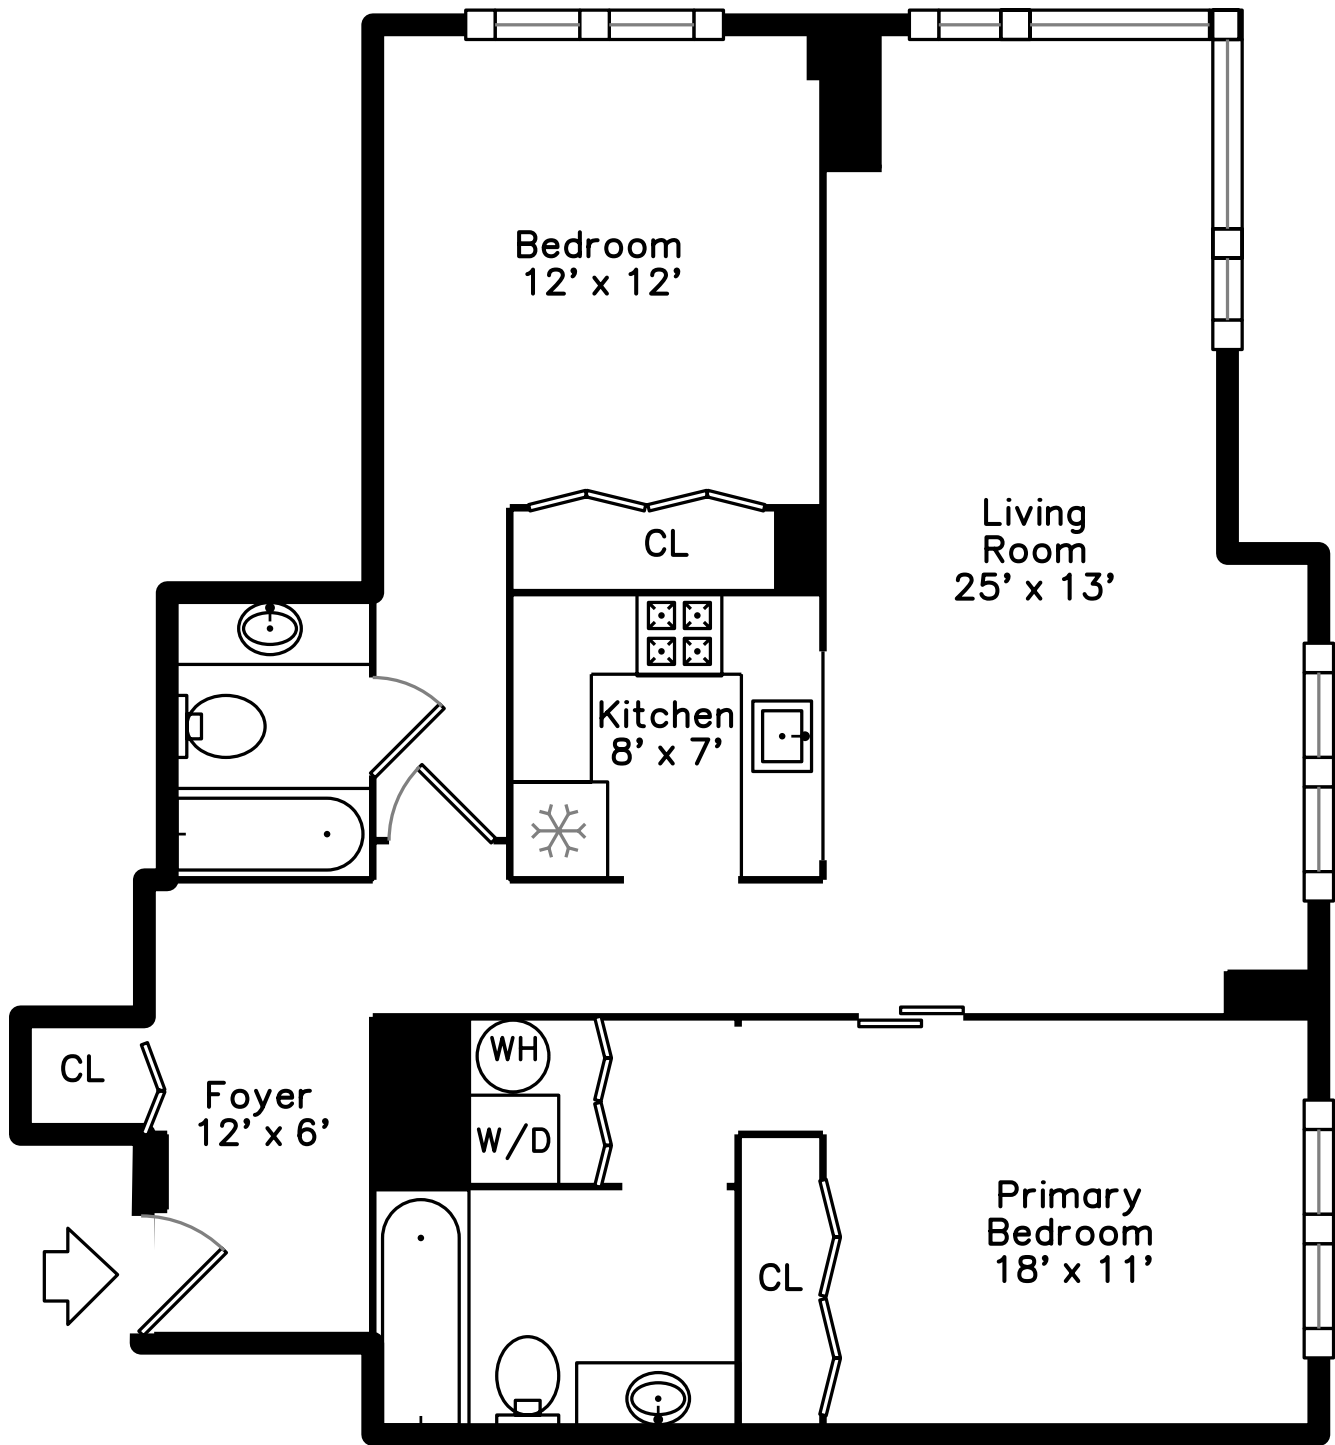 Bedroom
12' x 12'
Living
Room
25' x 13'
CL
Kitchen
8' x 7'
CL
Foyer
12' x 6'
WH
W/D
Primary
Bedroom
18' x 11'
CL